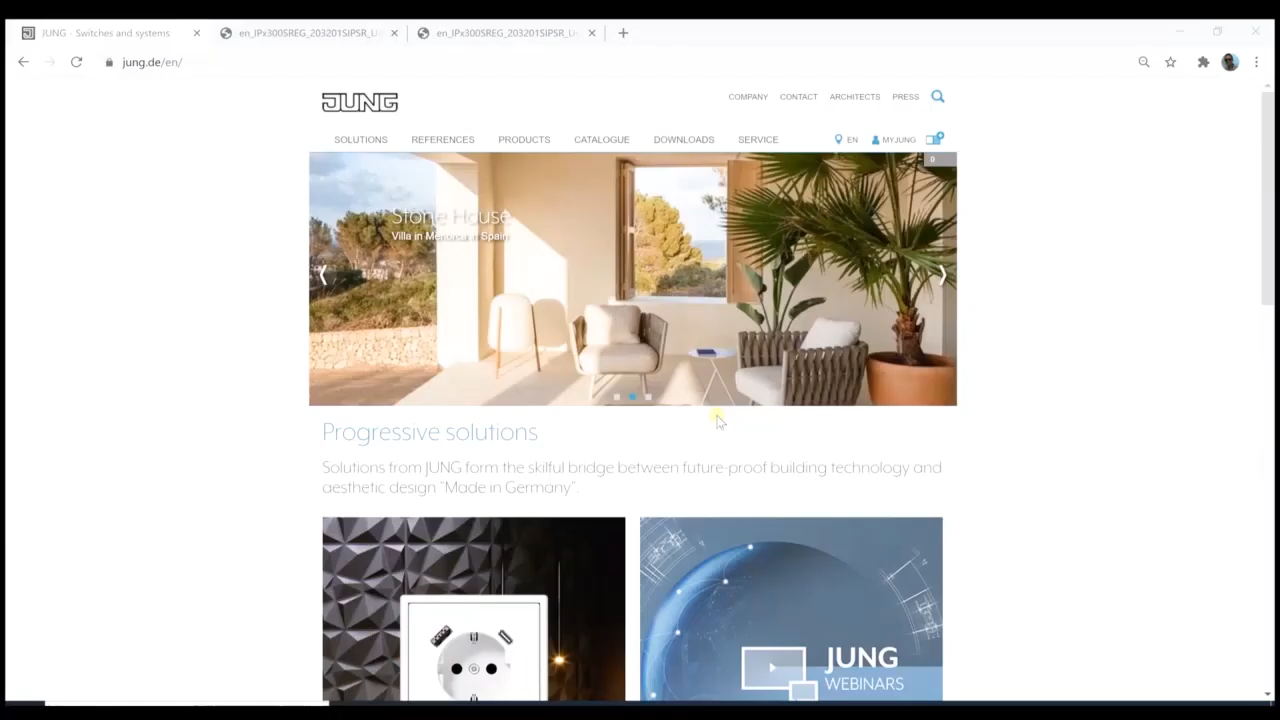 JUNG - Switches and systems
en_IPx300SREG_203201SIPSR_U
en_IPx300SREG_203201SIPSR_U
jung.de/en/
JUNG
COMPANY CONTACT ARCHITECTS PRESS
SOLUTIONS REFERENCES PRODUCTS CATALOGUE DOWNLOADS SERVICE EN MYJUNG
0
Stone House
Villa in Menorca in Spain
Progressive solutions
Solutions from JUNG form the skilful bridge between future-proof building technology and
aesthetic design "Made in Germany".
JUNG
WEBINARS